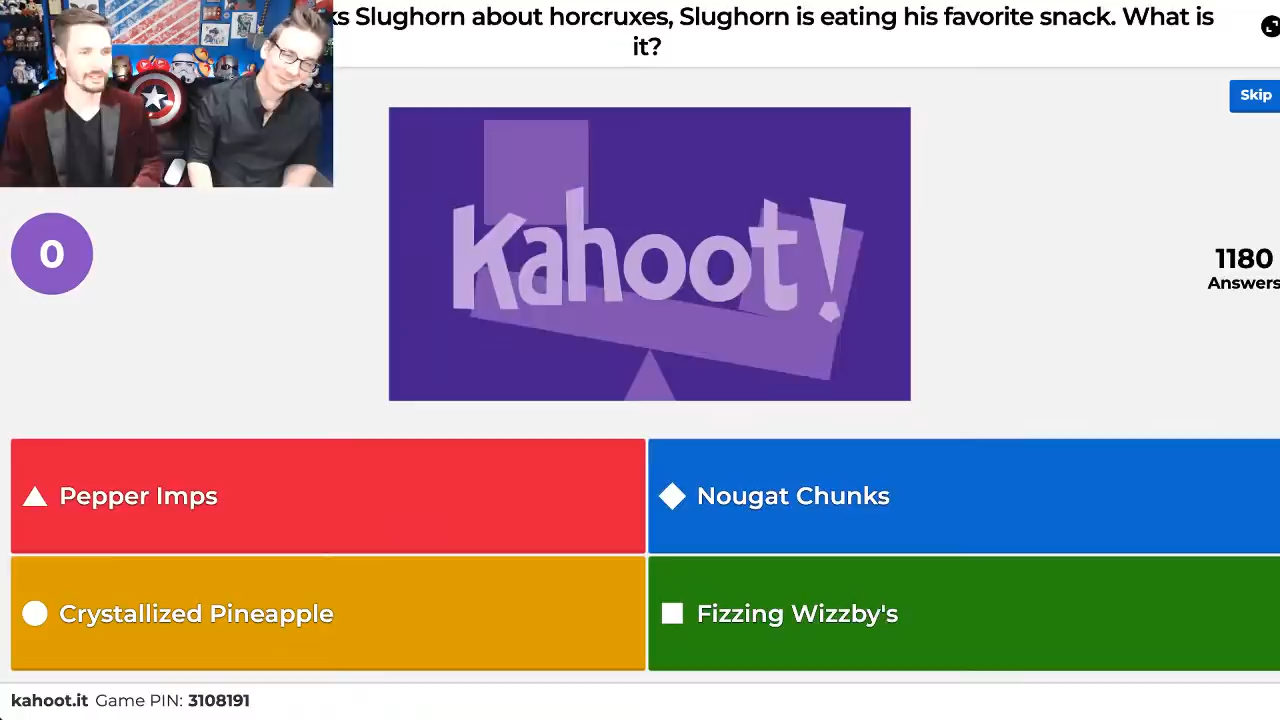 ks Slughorn about horcruxes, Slughorn is eating his favorite snack. What is
it?
Skip
Kahoot!
0
1180
Answers
Pepper Imps
Nougat Chunks
Crystallized Pineapple
Fizzing Wizzby's
kahoot.it Game PIN: 3108191